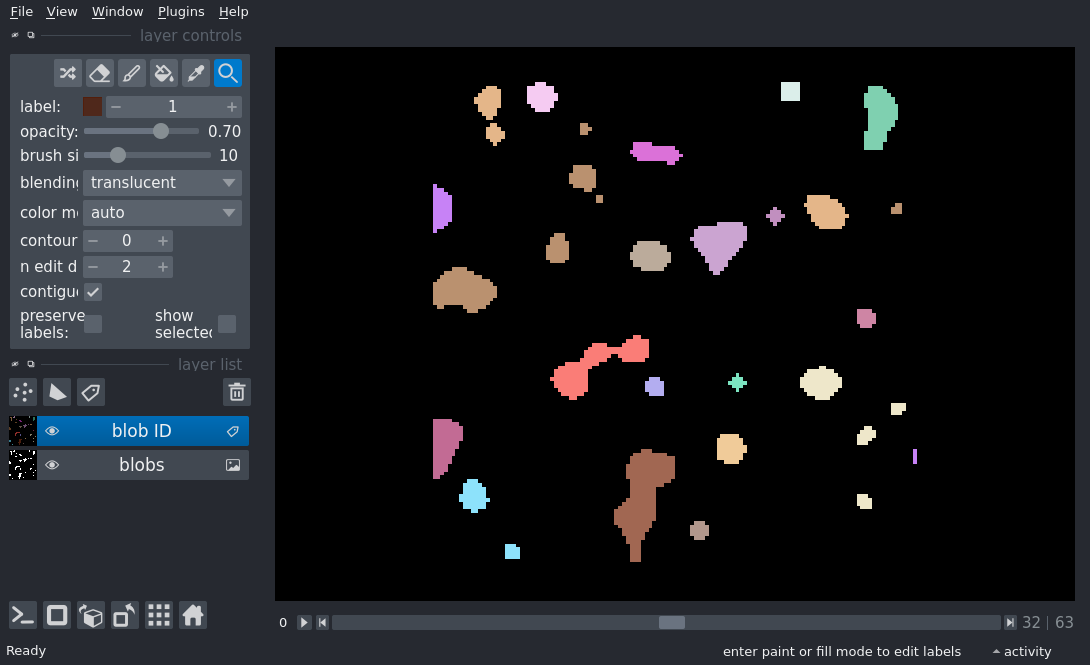 File View Window Plugins Help
layer controls
label: 1
opacity: 0.70
brush si 10
blending translucent
color m auto
contour 0
n edit d 2
contigu
preserve labels: show selected
layer list
blob ID
blobs
0 32 | 63
Ready enter paint or fill mode to edit labels activity